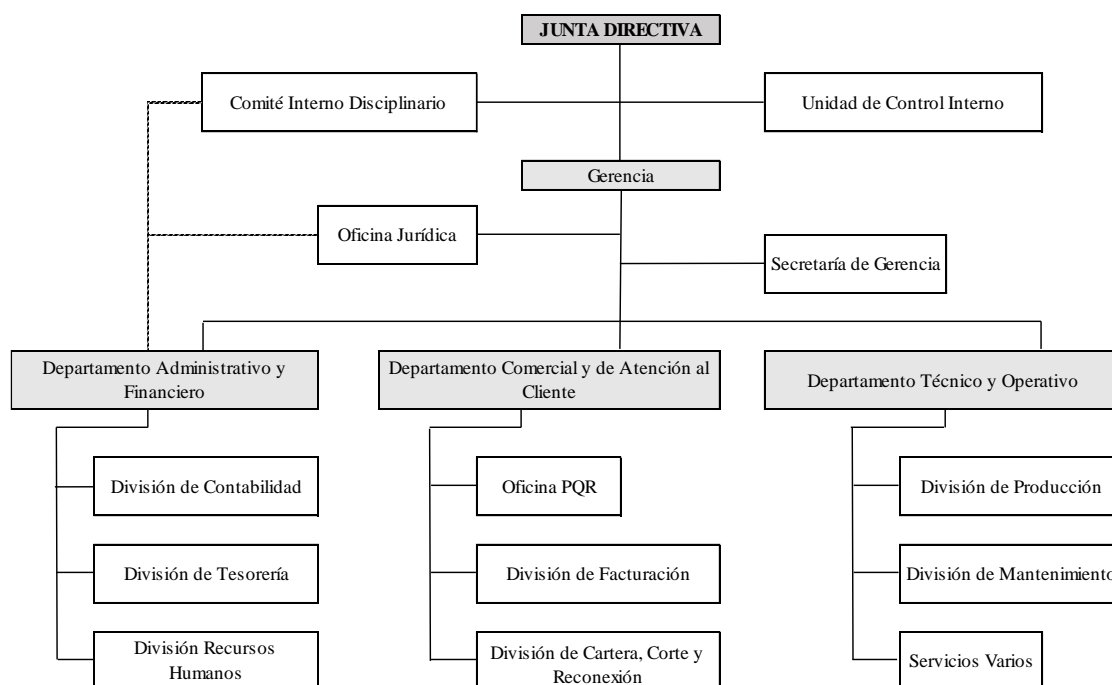 JUNTA DIRECTIVA
Comité Interno Disciplinario
Unidad de Control Interno
Gerencia
Oficina Jurídica
Secretaría de Gerencia
Departamento Administrativo y
Financiero
Departamento Comercial y de Atención al
Cliente
Departamento Técnico y Operativo
División de Contabilidad
Oficina PQR
División de Producción
División de Tesorería
División de Facturación
División de Mantenimiento
División Recursos
Humanos
División de Cartera, Corte y
Reconexión
Servicios Varios